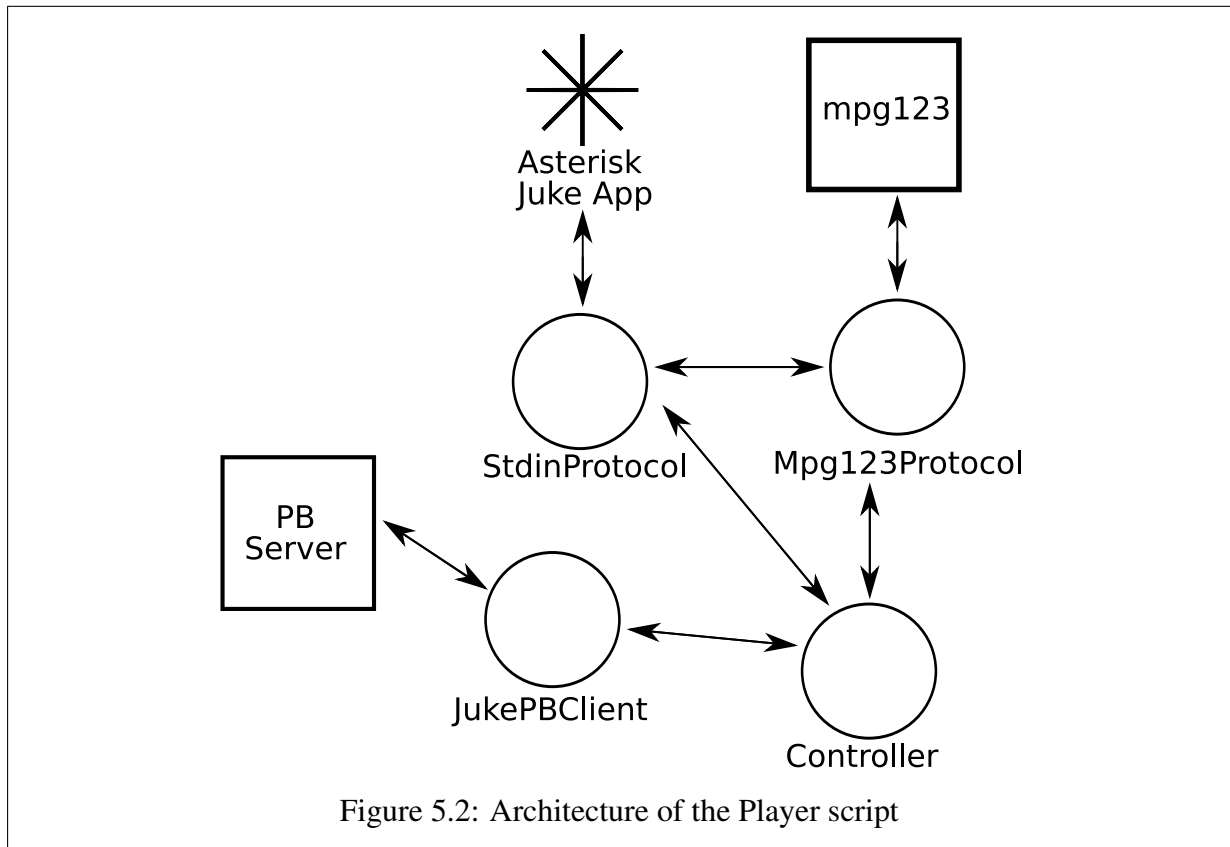 mpg123
Asterisk
Juke App
StdinProtocol
Mpg123Protocol
PB
Server
JukePBClient
Controller
Figure 5.2: Architecture of the Player script